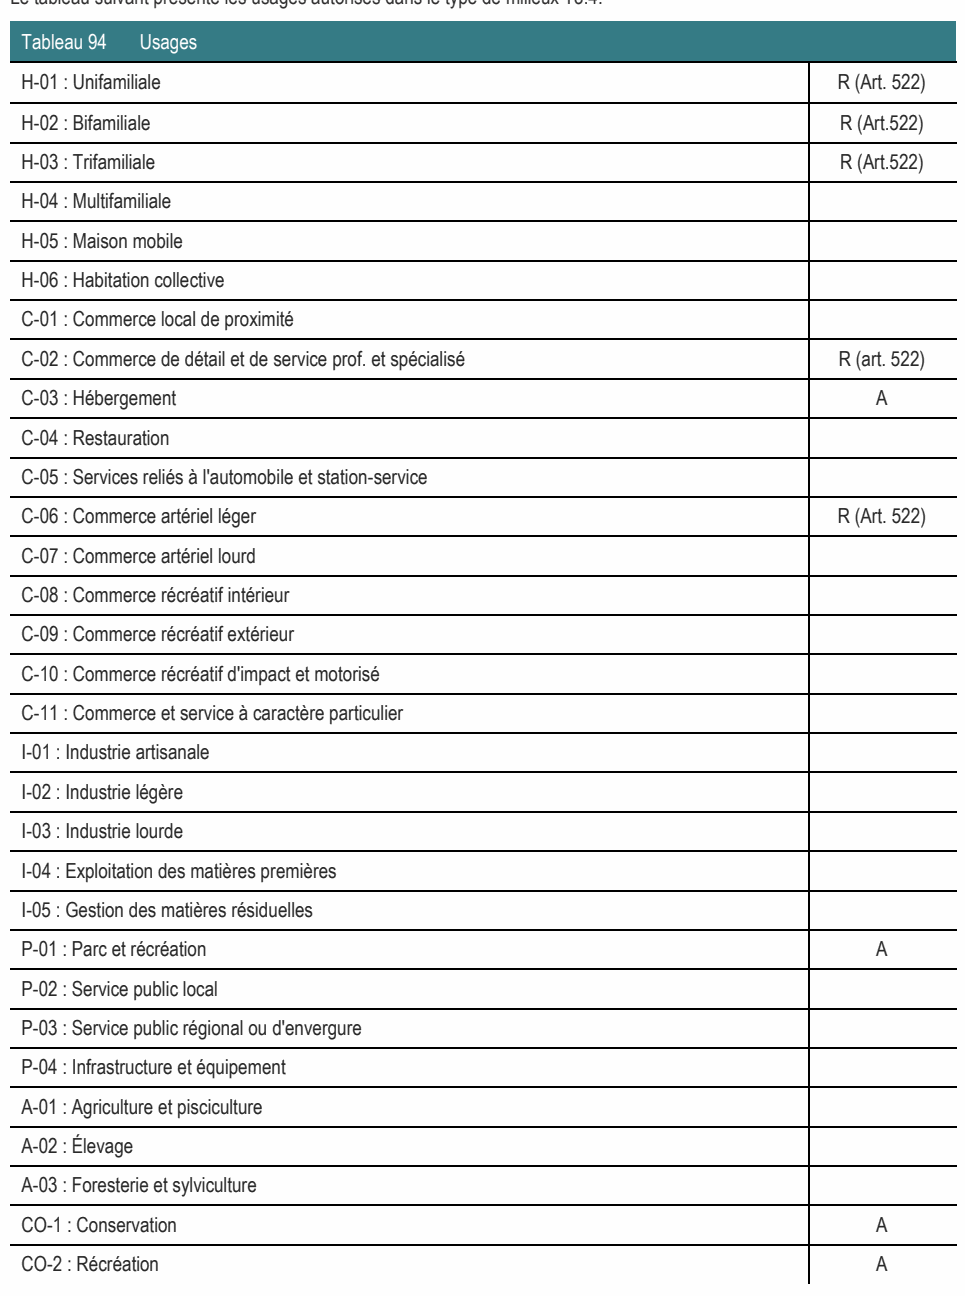 Le tableau suivant présente les usages autorisés dans le type de milieux T6.4.
Tableau 94 Usages
H-01 : Unifamiliale R (Art. 522)
H-02 : Bifamiliale R (Art.522)
H-03 : Trifamiliale R (Art.522)
H-04 : Multifamiliale
H-05 : Maison mobile
H-06 : Habitation collective
C-01 : Commerce local de proximité
C-02 : Commerce de détail et de service prof. et spécialisé R (art. 522)
C-03 : Hébergement A
C-04 : Restauration
C-05 : Services reliés à l'automobile et station-service
C-06 : Commerce artériel léger R (Art. 522)
C-07 : Commerce artériel lourd
C-08 : Commerce récréatif intérieur
C-09 : Commerce récréatif extérieur
C-10 : Commerce récréatif d'impact et motorisé
C-11 : Commerce et service à caractère particulier
I-01 : Industrie artisanale
I-02 : Industrie légère
I-03 : Industrie lourde
I-04 : Exploitation des matières premières
I-05 : Gestion des matières résiduelles
P-01 : Parc et récréation A
P-02 : Service public local
P-03 : Service public régional ou d'envergure
P-04 : Infrastructure et équipement
A-01 : Agriculture et pisciculture
A-02 : Élevage
A-03 : Foresterie et sylviculture
CO-1 : Conservation A
CO-2 : Récréation A